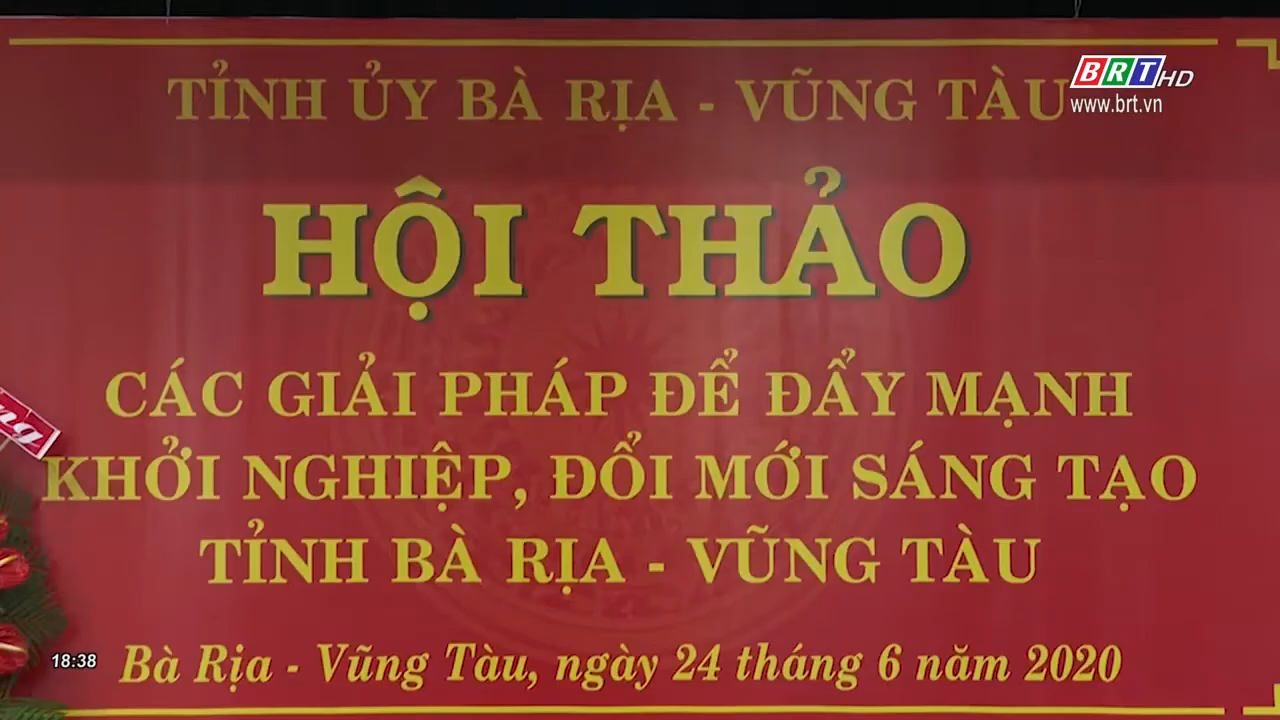 TỈNH ỦY BÀ RỊA - VŨNG TÀU
BRT HD
www.brt.vn
HỘI THẢO
CÁC GIẢI PHÁP ĐỂ ĐẨY MẠNH
KHỞI NGHIỆP, ĐỔI MỚI SÁNG TẠO
TỈNH BÀ RỊA - VŨNG TÀU
18:38
Bà Rịa - Vũng Tàu, ngày 24 tháng 6 năm 2020